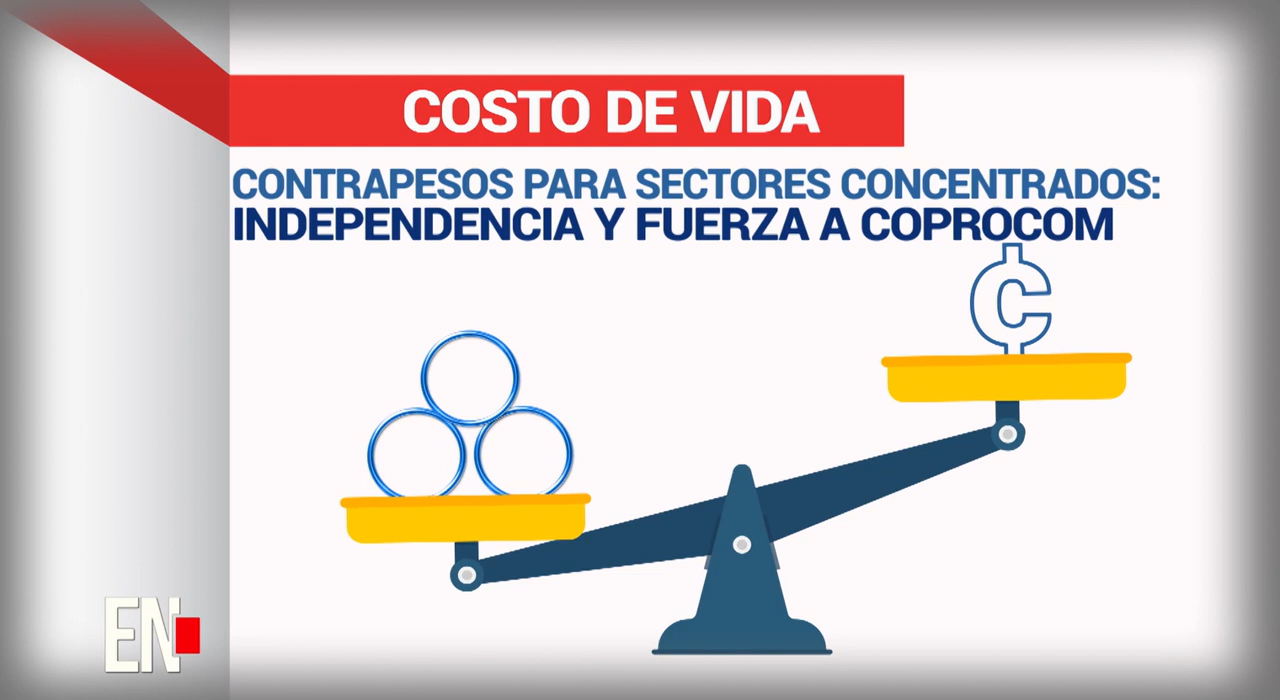 COSTO DE VIDA
CONTRAPESOS PARA SECTORES CONCENTRADOS:
INDEPENDENCIA Y FUERZA A COPROCOM
₵
EN